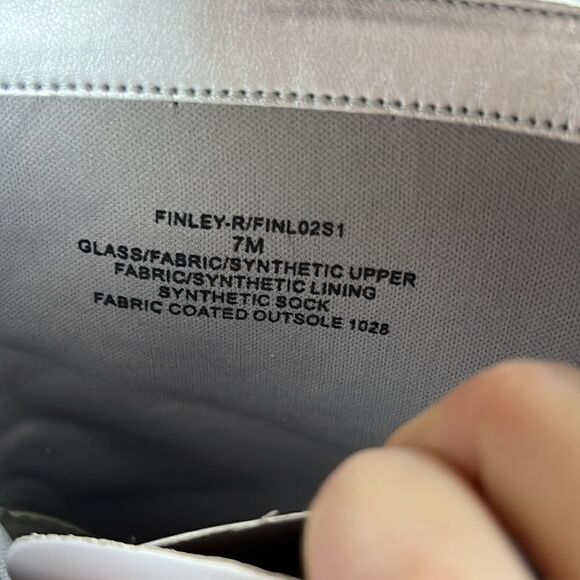 FINLEY-R/FINL02S1
7M
GLASS/FABRIC/SYNTHETIC UPPER
FABRIC/SYNTHETIC LINING
SYNTHETIC SOCK
FABRIC COATED OUTSOLE 1028